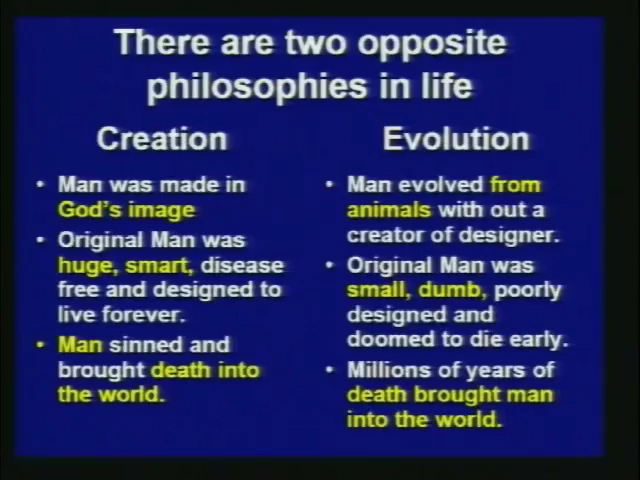 There are two opposite
philosophies in life
Creation
• Man was made in
God's image
• Original Man was
huge, smart, disease
free and designed to
live forever.
• Man sinned and
brought death into
the world.
Evolution
• Man evolved from
animals with out a
creator of designer.
• Original Man was
small, dumb, poorly
designed and
doomed to die early.
• Millions of years of
death brought man
into the world.